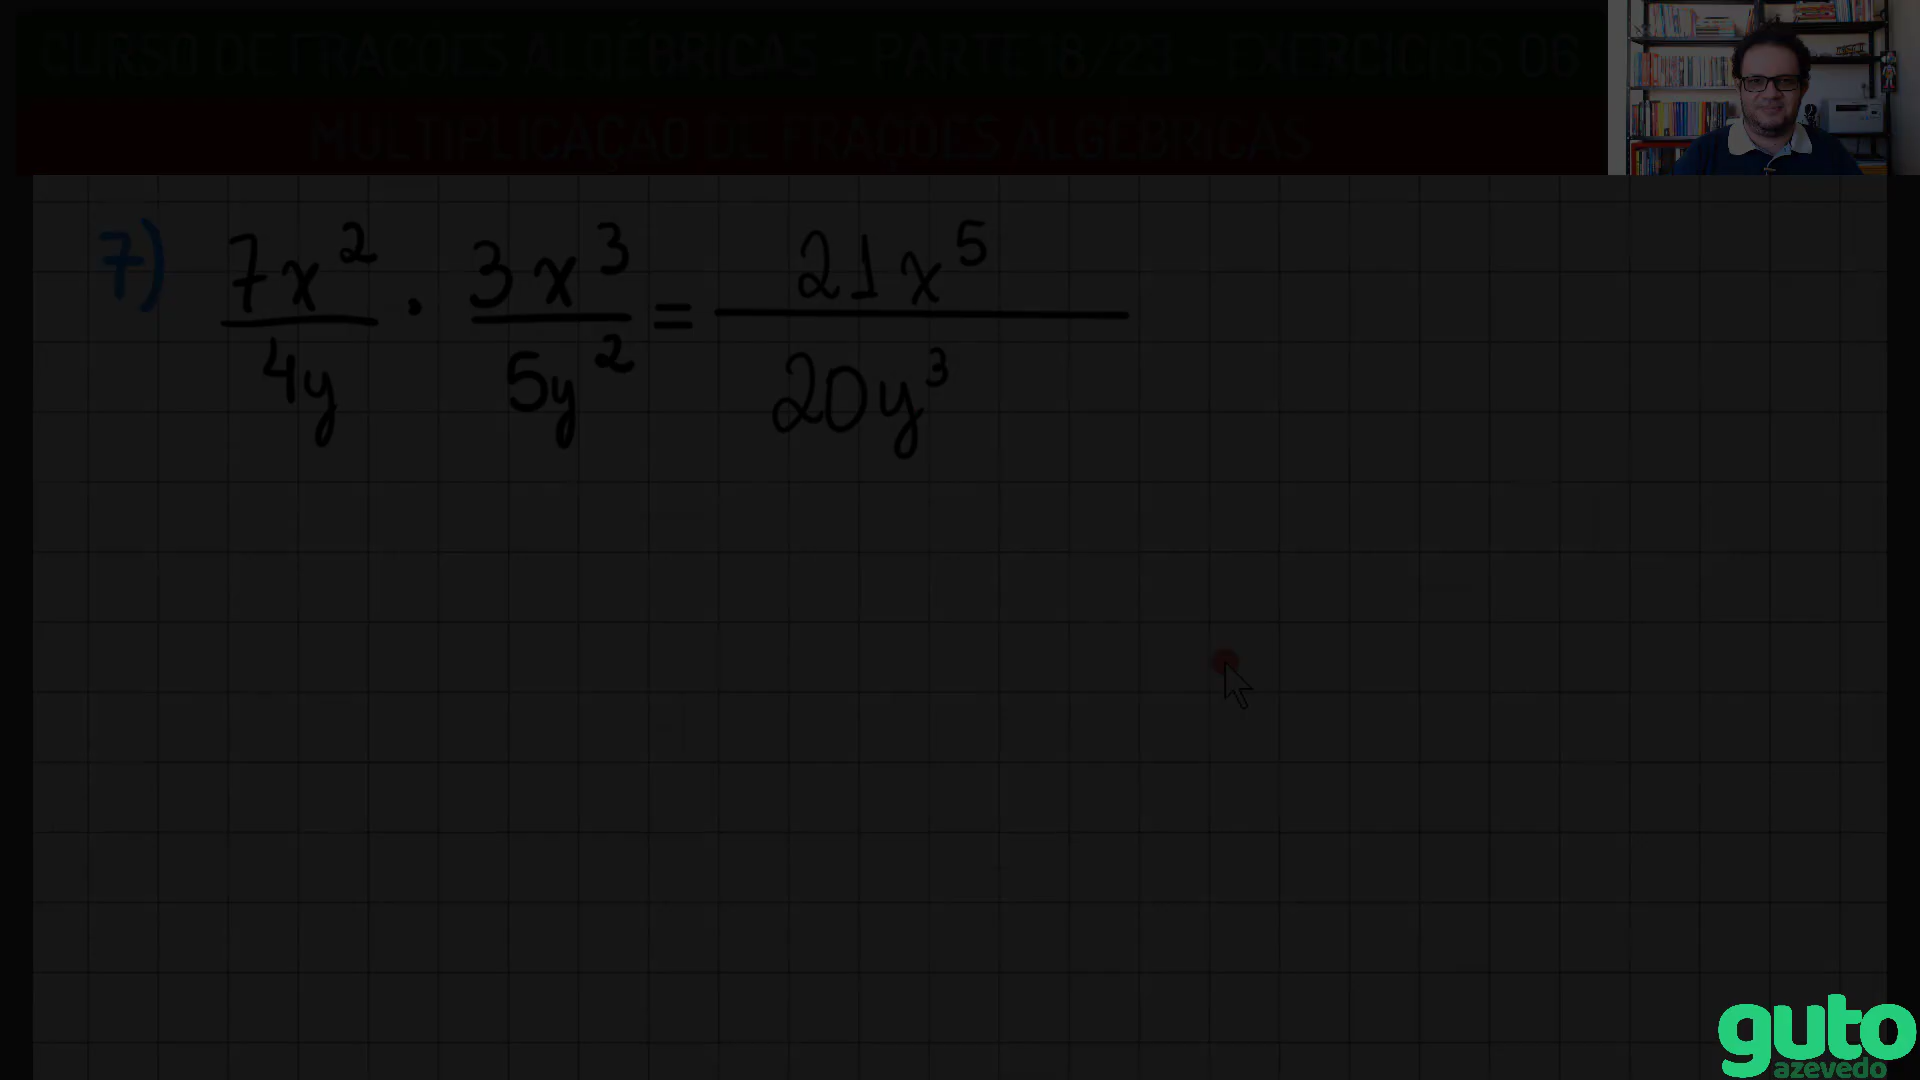 CURSO DE FRAÇÕES ALGÉBRICAS - PARTE 18/23 - EXERCÍCIOS 06
MULTIPLICAÇÃO DE FRAÇÕES ALGÉBRICAS
7) 7x²/4y · 3x³/5y² = 21x⁵/20y³
guto
azevedo